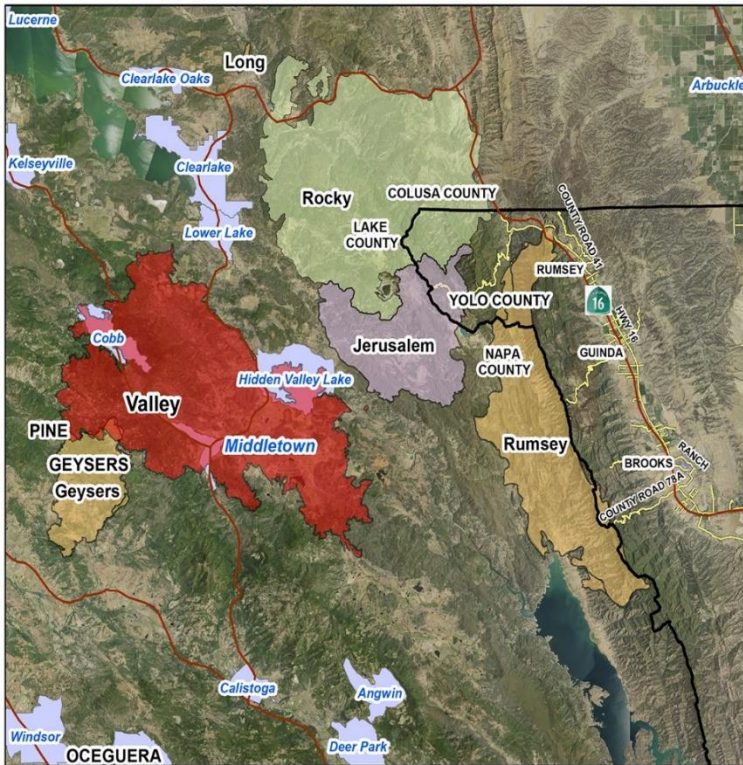 Lucerne
Long
Clearlake Oaks
Arbuckle
Kelseyville
Clearlake
Rocky
COLUSA COUNTY
COUNTY ROAD 41
Lower Lake
LAKE
COUNTY
RUMSEY
YOLO COUNTY
16
HWY 16
Cobb
Jerusalem
NAPA
COUNTY
GUINDA
Hidden Valley Lake
Valley
PINE
Middletown
Rumsey
GEYSERS
Geysers
BROOKS
RANCH
COUNTY ROAD 78A
Calistoga
Angwin
Windsor
Deer Park
OCEGUERA